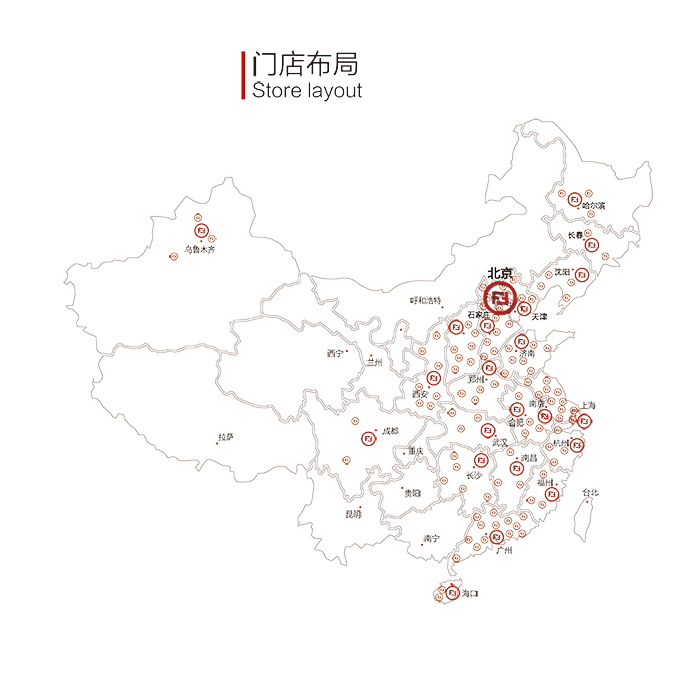 门店布局
Store layout
哈尔滨
长春
乌鲁木齐
沈阳
北京
呼和浩特
石家庄
天津
西宁
兰州
济南
郑州
西安
南京
上海
合肥
拉萨
成都
武汉
杭州
重庆
南昌
长沙
贵阳
福州
台北
昆明
南宁
广州
海口